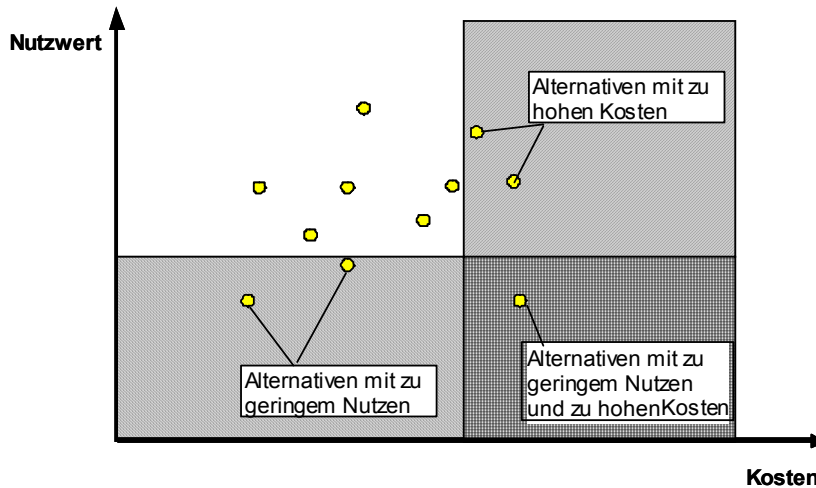 Nutzwert
Alternativen mit zu
hohen Kosten
Alternativen mit zu
geringem Nutzen
Alternativen mit zu
geringem Nutzen
und zu hohenKosten
Kosten